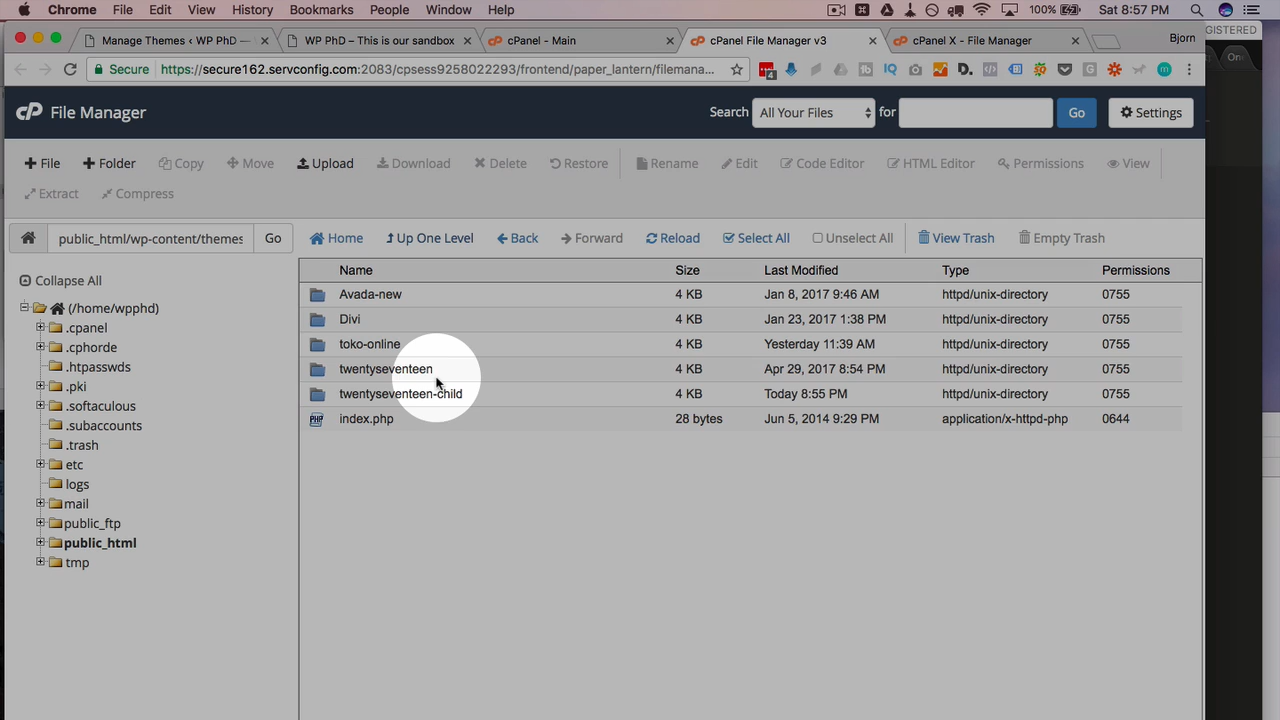 Chrome File Edit View History Bookmarks People Window Help 100% Sat 8:57 PM
GISTERED
Manage Themes ‹ WP PhD — WP PhD – This is our sandbox cPanel - Main cPanel File Manager v3 cPanel X - File Manager Bjorn
On
Secure https://secure162.servconfig.com:2083/cpsess9258022293/frontend/paper_lantern/filemana... 4 IQ D. m
cP File Manager Search All Your Files for Go Settings
File Folder Copy Move Upload Download Delete Restore Rename Edit Code Editor HTML Editor Permissions View
Extract Compress
public_html/wp-content/themes Go Home Up One Level Back Forward Reload Select All Unselect All View Trash Empty Trash
Collapse All
(/home/wpphd)
.cpanel
.cphorde
.htpasswds
.pki
.softaculous
.subaccounts
.trash
etc
logs
mail
public_ftp
public_html
tmp
Name Size Last Modified Type Permissions
Avada-new 4 KB Jan 8, 2017 9:46 AM httpd/unix-directory 0755
Divi 4 KB Jan 23, 2017 1:38 PM httpd/unix-directory 0755
toko-online 4 KB Yesterday 11:39 AM httpd/unix-directory 0755
twentyseventeen 4 KB Apr 29, 2017 8:54 PM httpd/unix-directory 0755
twentyseventeen-child 4 KB Today 8:55 PM httpd/unix-directory 0755
PHP index.php 28 bytes Jun 5, 2014 9:29 PM application/x-httpd-php 0644